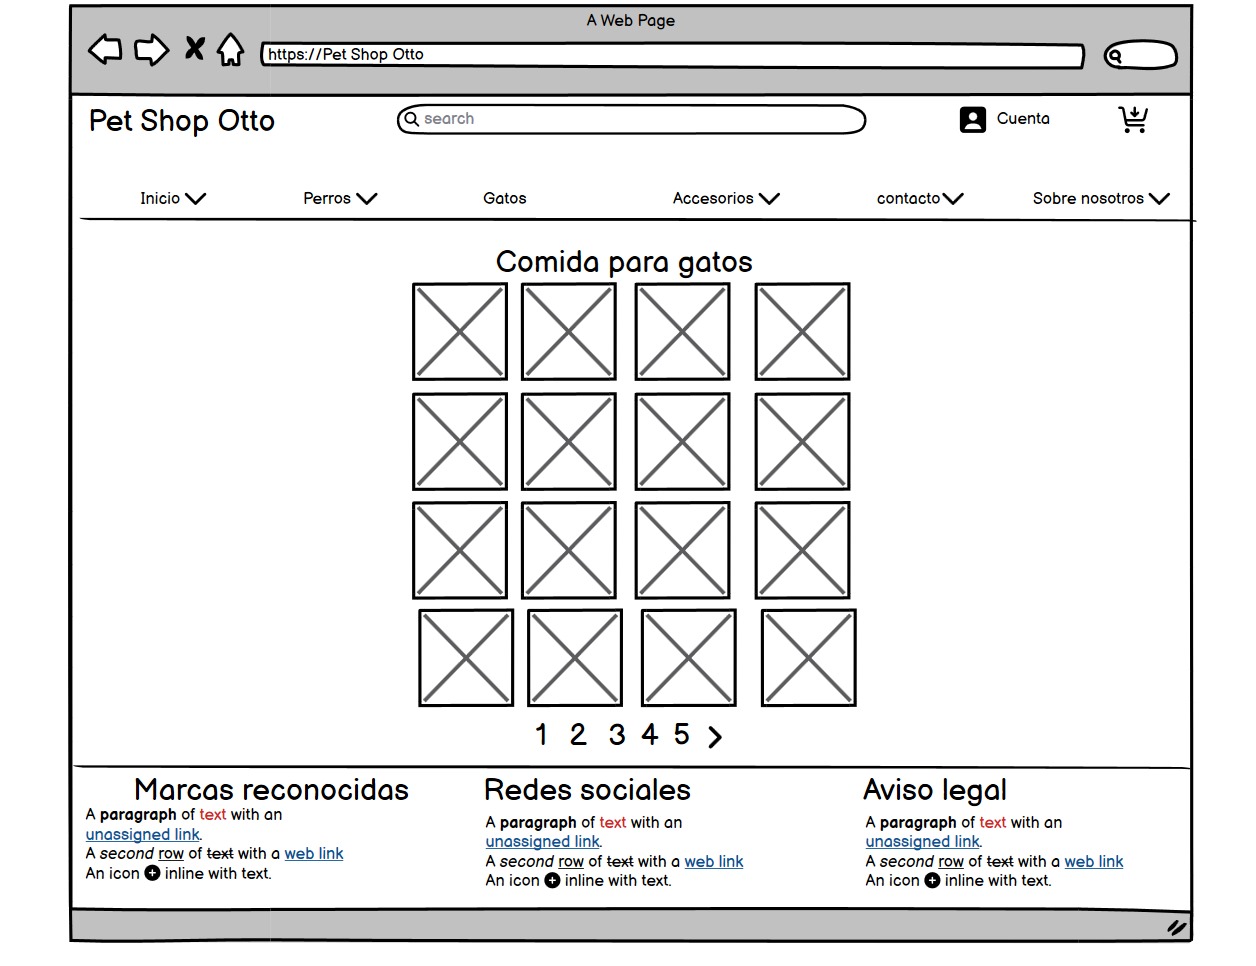 A Web Page
https://Pet Shop Otto
Pet Shop Otto
search
Cuenta
Inicio Perros Gatos Accesorios contacto Sobre nosotros
Comida para gatos
1 2 3 4 5
Marcas reconocidas
A paragraph of text with an
unassigned link.
A second row of text with a web link
An icon inline with text.
Redes sociales
A paragraph of text with an
unassigned link.
A second row of text with a web link
An icon inline with text.
Aviso legal
A paragraph of text with an
unassigned link.
A second row of text with a web link
An icon inline with text.